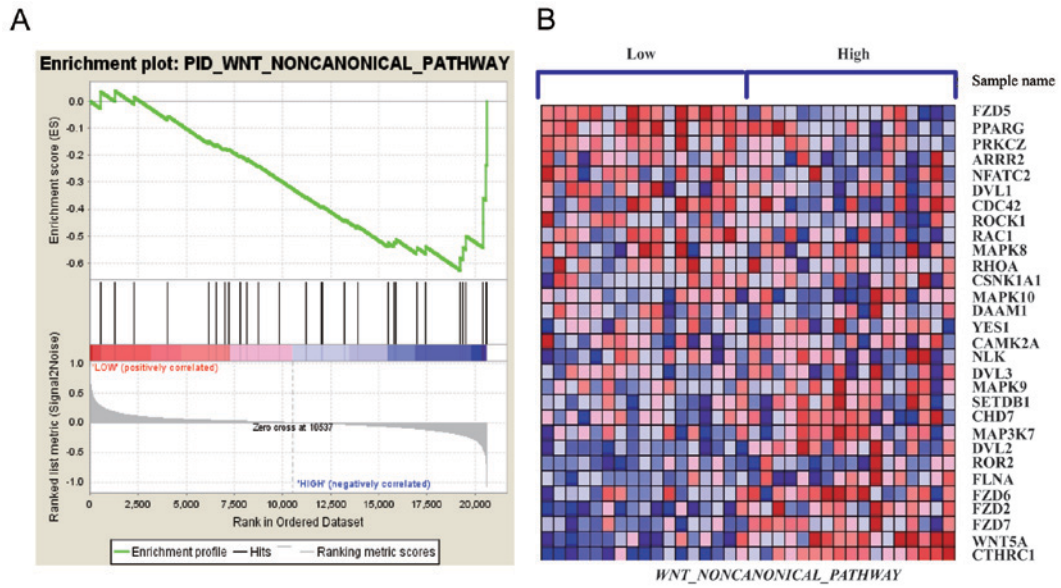 A
Enrichment plot: PID_WNT_NONCANONICAL_PATHWAY
Enrichment score (ES)
0.0
-0.1
-0.2
-0.3
-0.4
-0.5
-0.6
'LOW' (positively correlated)
Ranked list metric (Signal2Noise)
1.0
0.5
0.0
-0.5
-1.0
Zero cross at 10537
'HIGH' (negatively correlated)
0 2,500 5,000 7,500 10,000 12,500 15,000 17,500 20,000
Rank in Ordered Dataset
Enrichment profile Hits Ranking metric scores
B
Low High
Sample name
FZD5
PPARG
PRKCZ
ARRR2
NFATC2
DVL1
CDC42
ROCK1
RAC1
MAPK8
RHOA
CSNK1A1
MAPK10
DAAM1
YES1
CAMK2A
NLK
DVL3
MAPK9
SETDB1
CHD7
MAP3K7
DVL2
ROR2
FLNA
FZD6
FZD2
FZD7
WNT5A
CTHRC1
WNT_NONCANONICAL_PATHWAY